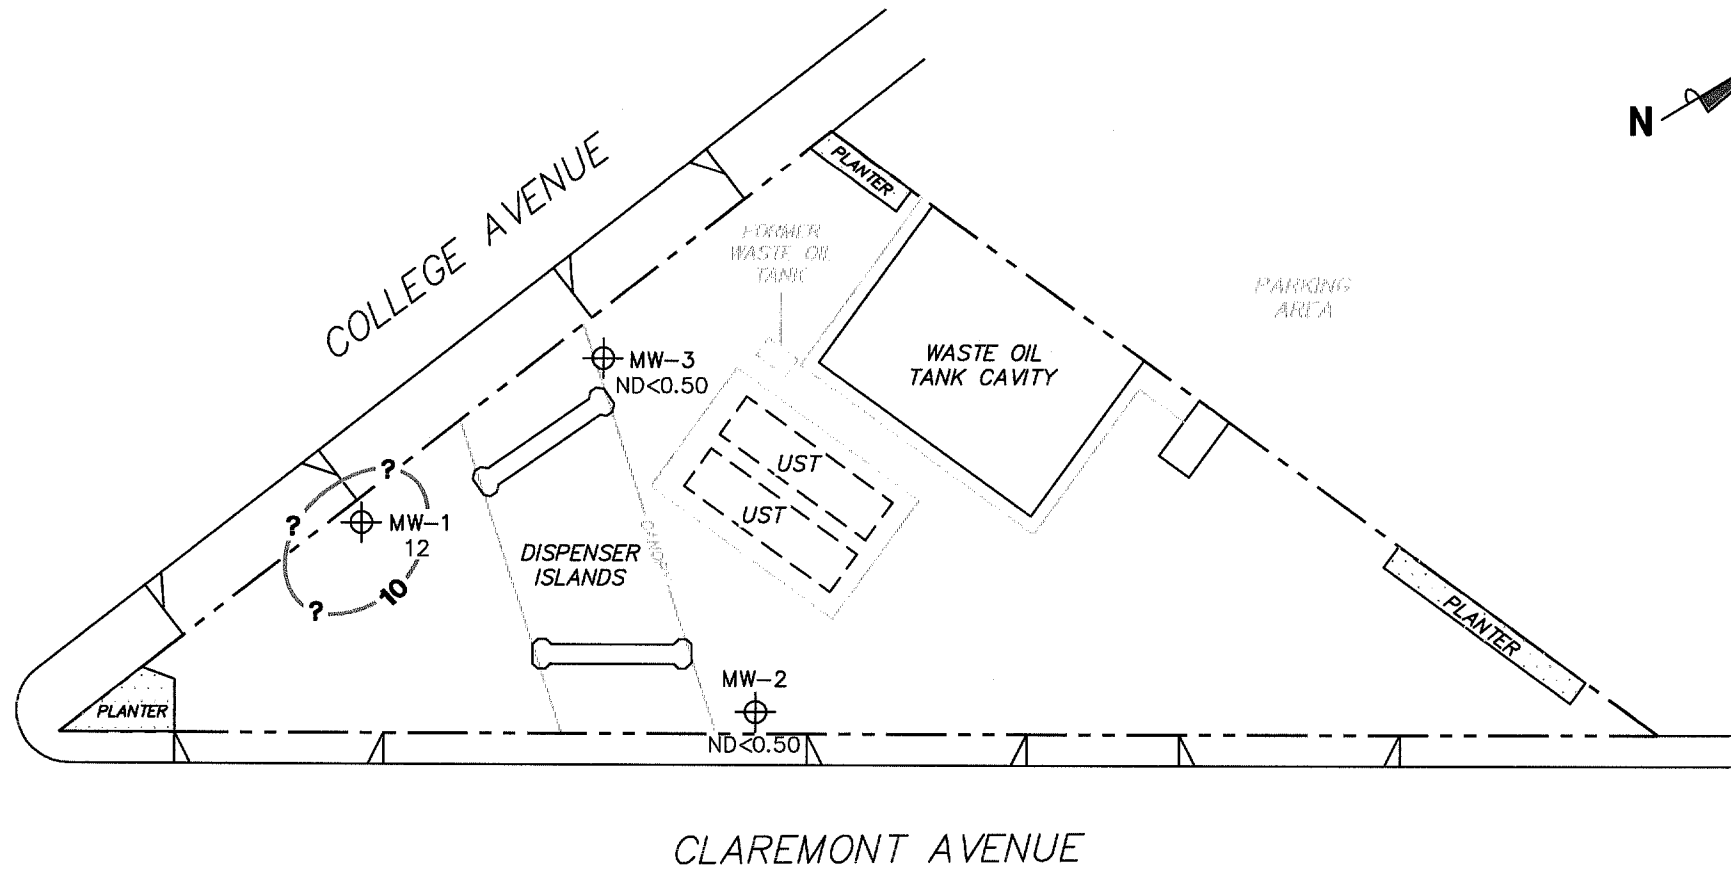 N
COLLEGE AVENUE
PLANTER
FORMER
WASTE OIL
TANK
PARKING
AREA
WASTE OIL
TANK CAVITY
MW-3
ND<0.50
UST
UST
?
?
MW-1
12
10
?
CANOPY
DISPENSER
ISLANDS
PLANTER
MW-2
ND<0.50
PLANTER
CLAREMONT AVENUE